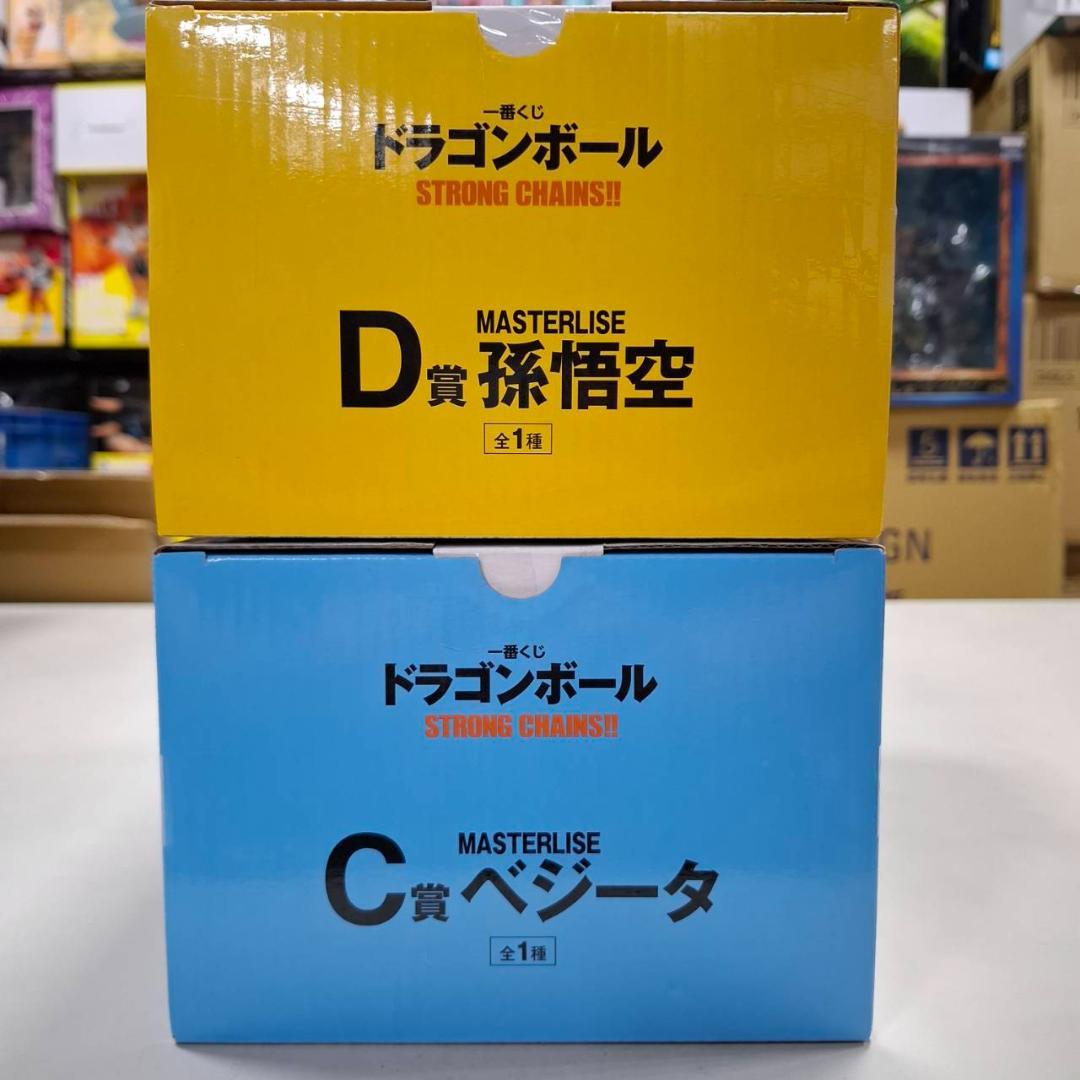 一番くじ
ドラゴンボール
STRONG CHAINS!!
MASTERLISE
D賞 孫悟空
全1種
一番くじ
ドラゴンボール
STRONG CHAINS!!
MASTERLISE
C賞 ベジータ
全1種
5
GN